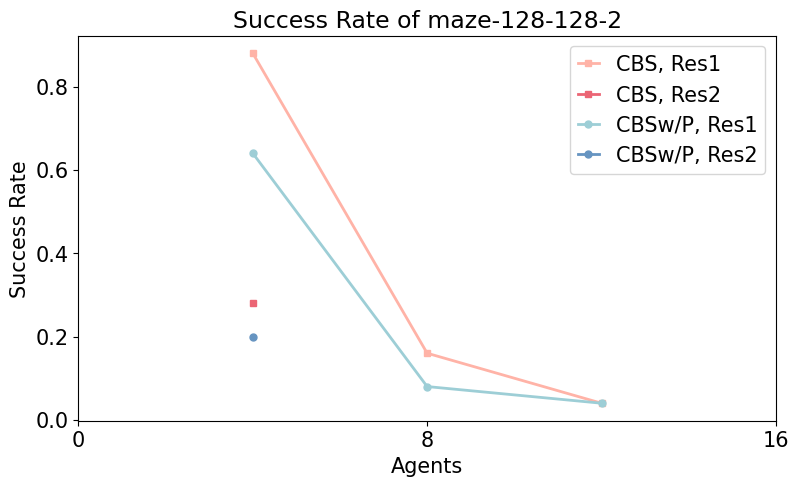 Success Rate of maze-128-128-2
CBS, Res1
CBS, Res2
CBSw/P, Res1
CBSw/P, Res2
Success Rate
0.8
0.6
0.4
0.2
0.0
0
8
16
Agents